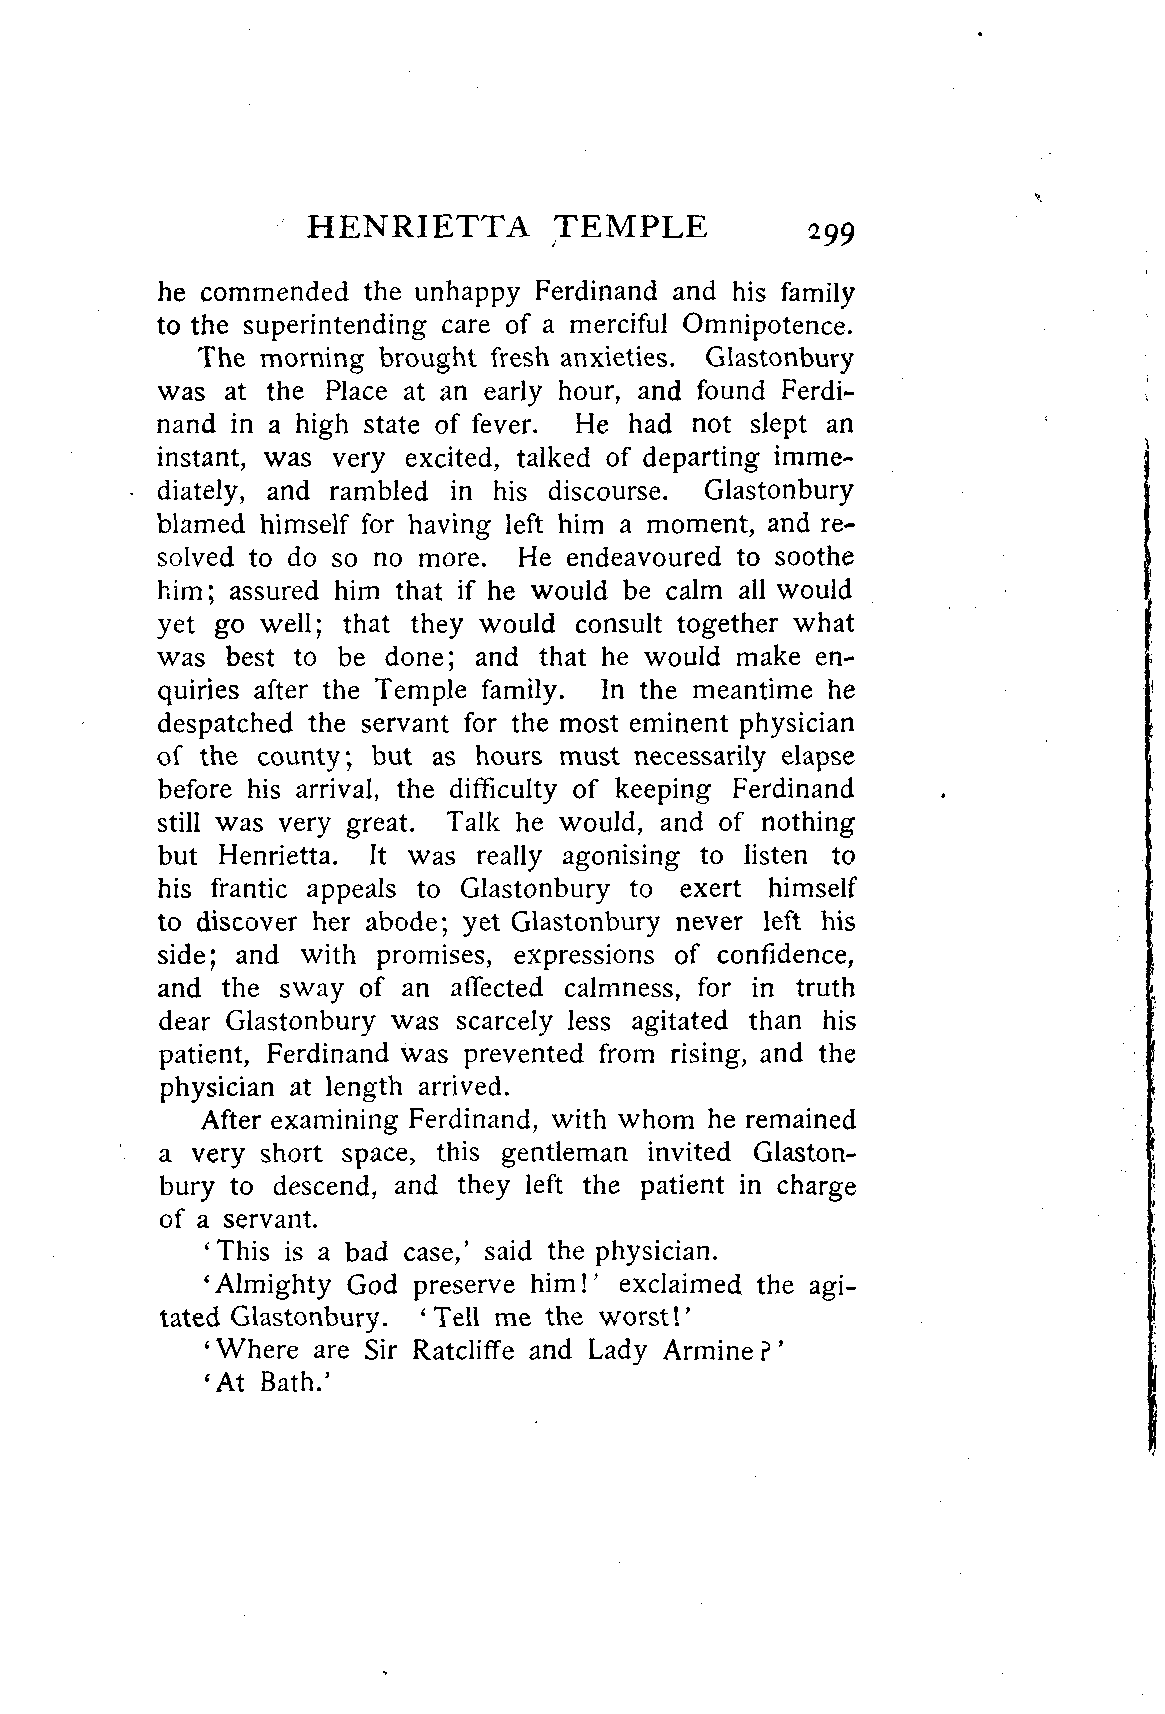 HENRIETTA TEMPLE 299
he commended the unhappy Ferdinand and his family
to the superintending care of a merciful Omnipotence.
The morning brought fresh anxieties. Glastonbury
was at the Place at an early hour, and found Ferdi-
nand in a high state of fever. He had not slept an
instant, was very excited, talked of departing imme-
diately, and rambled in his discourse. Glastonbury
blamed himself for having left him a moment, and re-
solved to do so no more. He endeavoured to soothe
him; assured him that if he would be calm all would
yet go well; that they would consult together what
was best to be done; and that he would make en-
quiries after the Temple family. In the meantime he
despatched the servant for the most eminent physician
of the county; but as hours must necessarily elapse
before his arrival, the difficulty of keeping Ferdinand
still was very great. Talk he would, and of nothing
but Henrietta. It was really agonising to listen to
his frantic appeals to Glastonbury to exert himself
to discover her abode; yet Glastonbury never left his
side; and with promises, expressions of confidence,
and the sway of an affected calmness, for in truth
dear Glastonbury was scarcely less agitated than his
patient, Ferdinand was prevented from rising, and the
physician at length arrived.
After examining Ferdinand, with whom he remained
a very short space, this gentleman invited Glaston-
bury to descend, and they left the patient in charge
of a servant.
‘This is a bad case,’ said the physician.
‘Almighty God preserve him!’ exclaimed the agi-
tated Glastonbury. ‘Tell me the worst!’
‘Where are Sir Ratcliffe and Lady Armine?’
‘At Bath.’